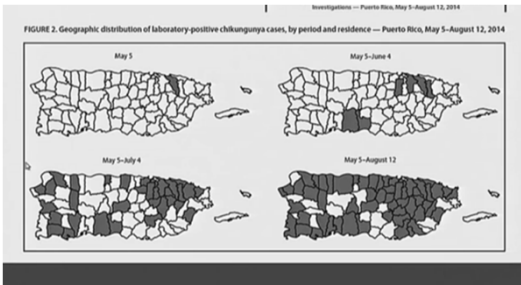 Investigations — Puerto Rico, May 5–August 12, 2014
FIGURE 2. Geographic distribution of laboratory-positive chikungunya cases, by period and residence — Puerto Rico, May 5–August 12, 2014
May 5
May 5–June 4
May 5–July 4
May 5–August 12